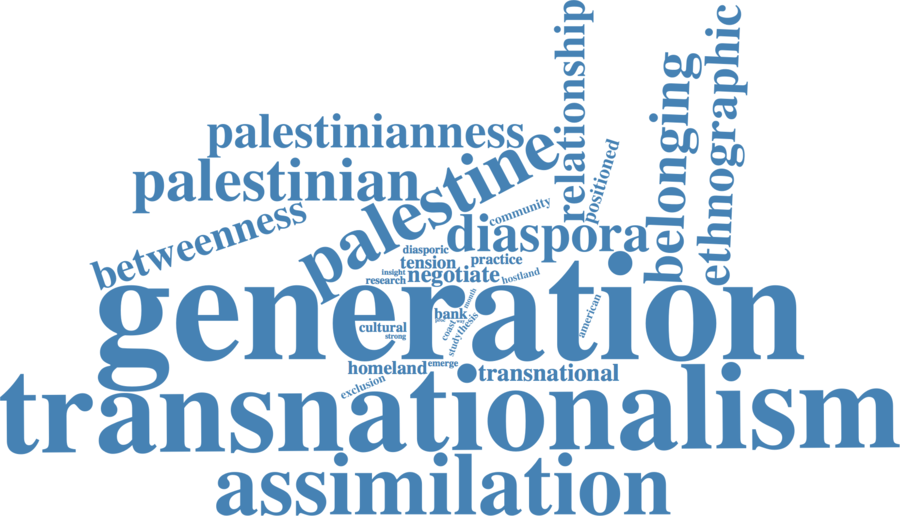 relationship
belonging
ethnographic
palestinianness
palestine
positioned
palestinian
community
betweenness
diaspora
diasporic
tension
practice
insight
negotiate
hostland
research
generation
month
bank
american
cultural
coast
thesis
strong
study
homeland
emerge
transnational
exclusion
transnationalism
assimilation